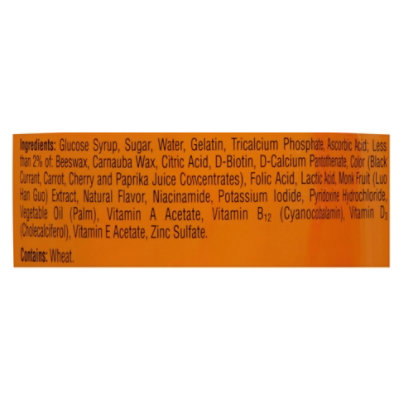 Ingredients: Glucose Syrup, Sugar, Water, Gelatin, Tricalcium Phosphate, Ascorbic Acid; Less
than 2% of: Beeswax, Carnauba Wax, Citric Acid, D-Biotin, D-Calcium Pantothenate, Color (Black
Currant, Carrot, Cherry and Paprika Juice Concentrates), Folic Acid, Lactic Acid, Monk Fruit (Luo
Han Guo) Extract, Natural Flavor, Niacinamide, Potassium Iodide, Pyridoxine Hydrochloride,
Vegetable Oil (Palm), Vitamin A Acetate, Vitamin B12 (Cyanocobalamin), Vitamin D3
(Cholecalciferol), Vitamin E Acetate, Zinc Sulfate.
Contains: Wheat.